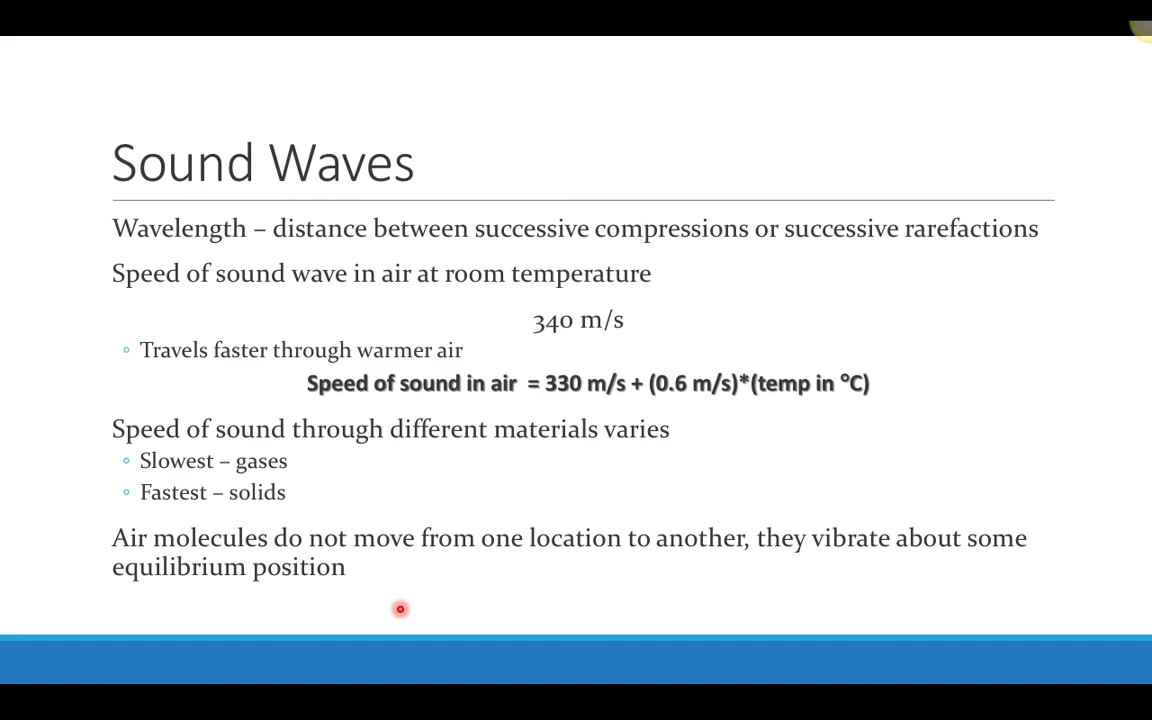 Sound Waves
Wavelength – distance between successive compressions or successive rarefactions
Speed of sound wave in air at room temperature
340 m/s
◦ Travels faster through warmer air
Speed of sound in air = 330 m/s + (0.6 m/s)*(temp in °C)
Speed of sound through different materials varies
◦ Slowest – gases
◦ Fastest – solids
Air molecules do not move from one location to another, they vibrate about some
equilibrium position